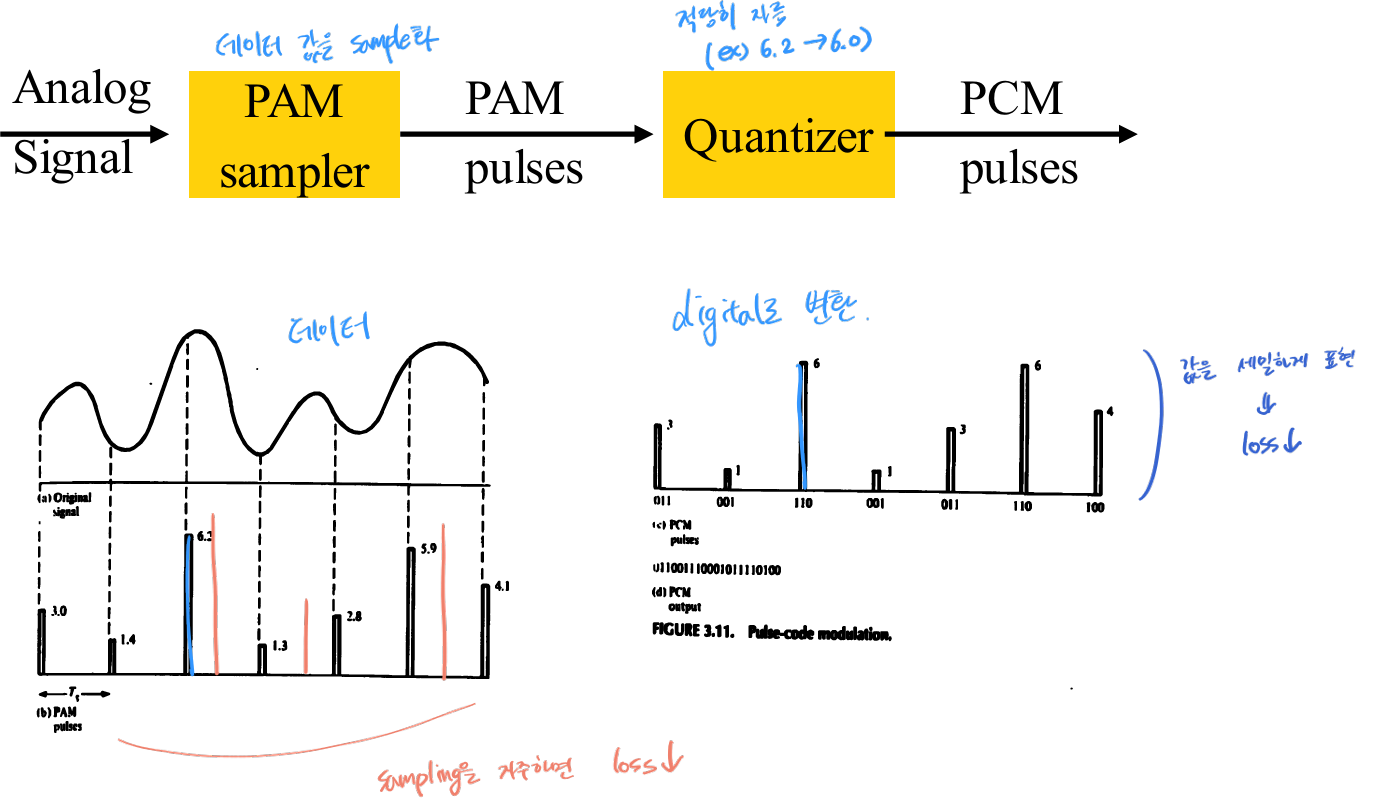 데이터 값을 sample화
적당히 자름
(ex) 6.2 → 6.0)
Analog
Signal
PAM
sampler
PAM
pulses
Quantizer
PCM
pulses
데이터
digital로 변환.
(a) Original
signal
3.0
1.4
6.2
1.3
2.8
5.9
4.1
T_s
(b) PAM
pulses
sampling을 자주하면 loss↓
3
1
6
1
3
6
4
011 001 110 001 011 110 100
(c) PCM
pulses
011001110001011110100
(d) PCM
output
FIGURE 3.11. Pulse-code modulation.
값을 세밀하게 표현
⇓
loss↓